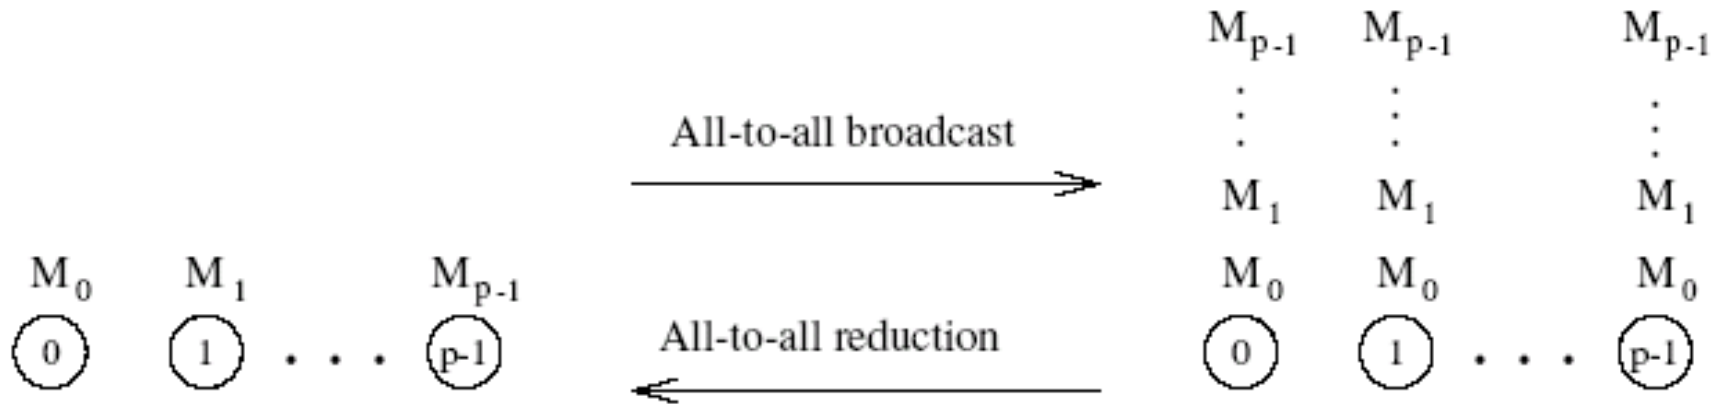 M_{p-1} M_{p-1} M_{p-1}
All-to-all broadcast
M_1 M_1 M_1
M_0 M_1 M_{p-1} M_0 M_0 M_0
All-to-all reduction
0 1 . . . p-1 0 1 . . . p-1